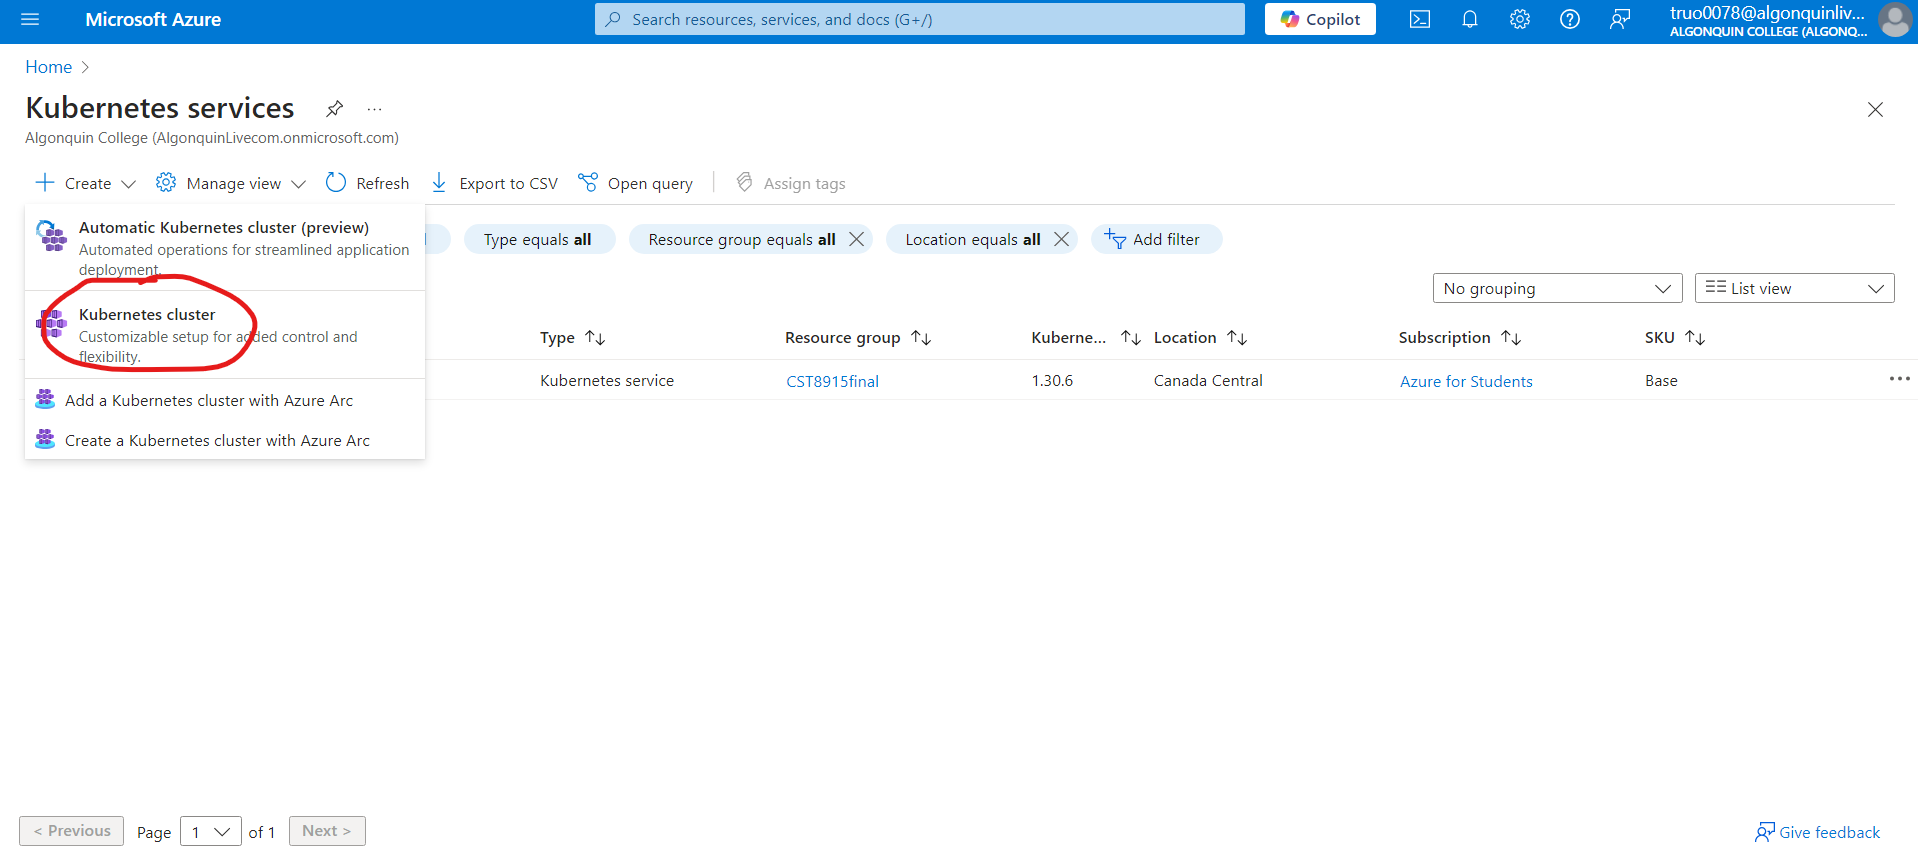 Microsoft Azure
Search resources, services, and docs (G+/)
Copilot
truo0078@algonquinliv...
ALGONQUIN COLLEGE (ALGONQ...
Home
Kubernetes services
...
Algonquin College (AlgonquinLivecom.onmicrosoft.com)
Create
Manage view
Refresh
Export to CSV
Open query
Assign tags
Automatic Kubernetes cluster (preview)
Automated operations for streamlined application
deployment.
Kubernetes cluster
Customizable setup for added control and
flexibility.
Add a Kubernetes cluster with Azure Arc
Create a Kubernetes cluster with Azure Arc
Type equals all
Resource group equals all
Location equals all
Add filter
No grouping
List view
Type
Resource group
Kuberne...
Location
Subscription
SKU
Kubernetes service
CST8915final
1.30.6
Canada Central
Azure for Students
Base
< Previous
Page
1
of 1
Next >
Give feedback